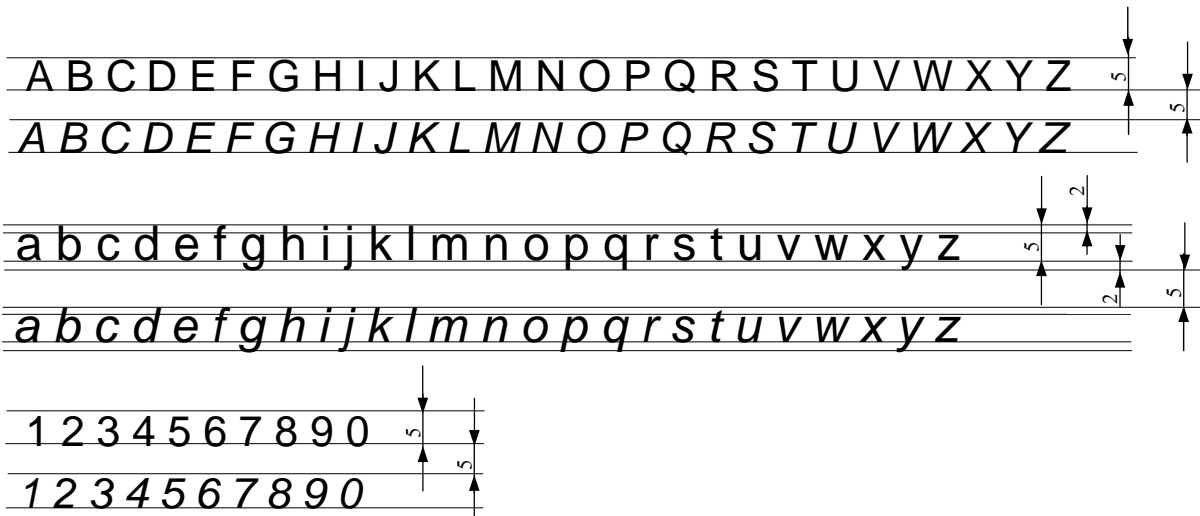 A B C D E F G H I J K L M N O P Q R S T U V W X Y Z 5
5
A B C D E F G H I J K L M N O P Q R S T U V W X Y Z
2
a b c d e f g h i j k l m n o p q r s t u v w x y z 5
2 5
a b c d e f g h i j k l m n o p q r s t u v w x y z
1 2 3 4 5 6 7 8 9 0 5
5
1 2 3 4 5 6 7 8 9 0